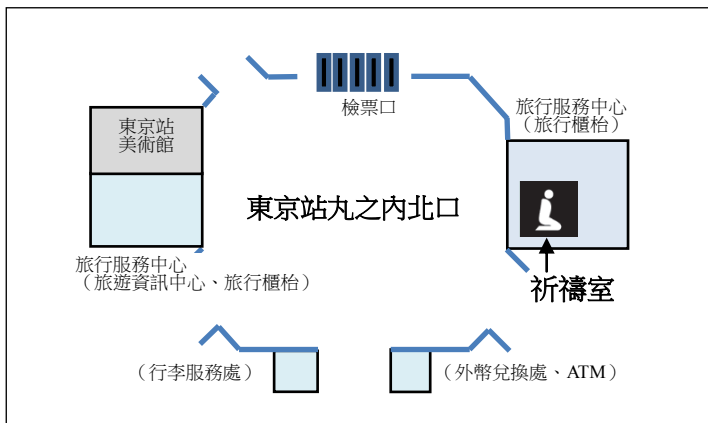 檢票口
旅行服務中心
（旅行櫃枱）
東京站
美術館
東京站丸之內北口
旅行服務中心
（旅遊資訊中心、旅行櫃枱）
祈禱室
（行李服務處）
（外幣兌換處、ATM）